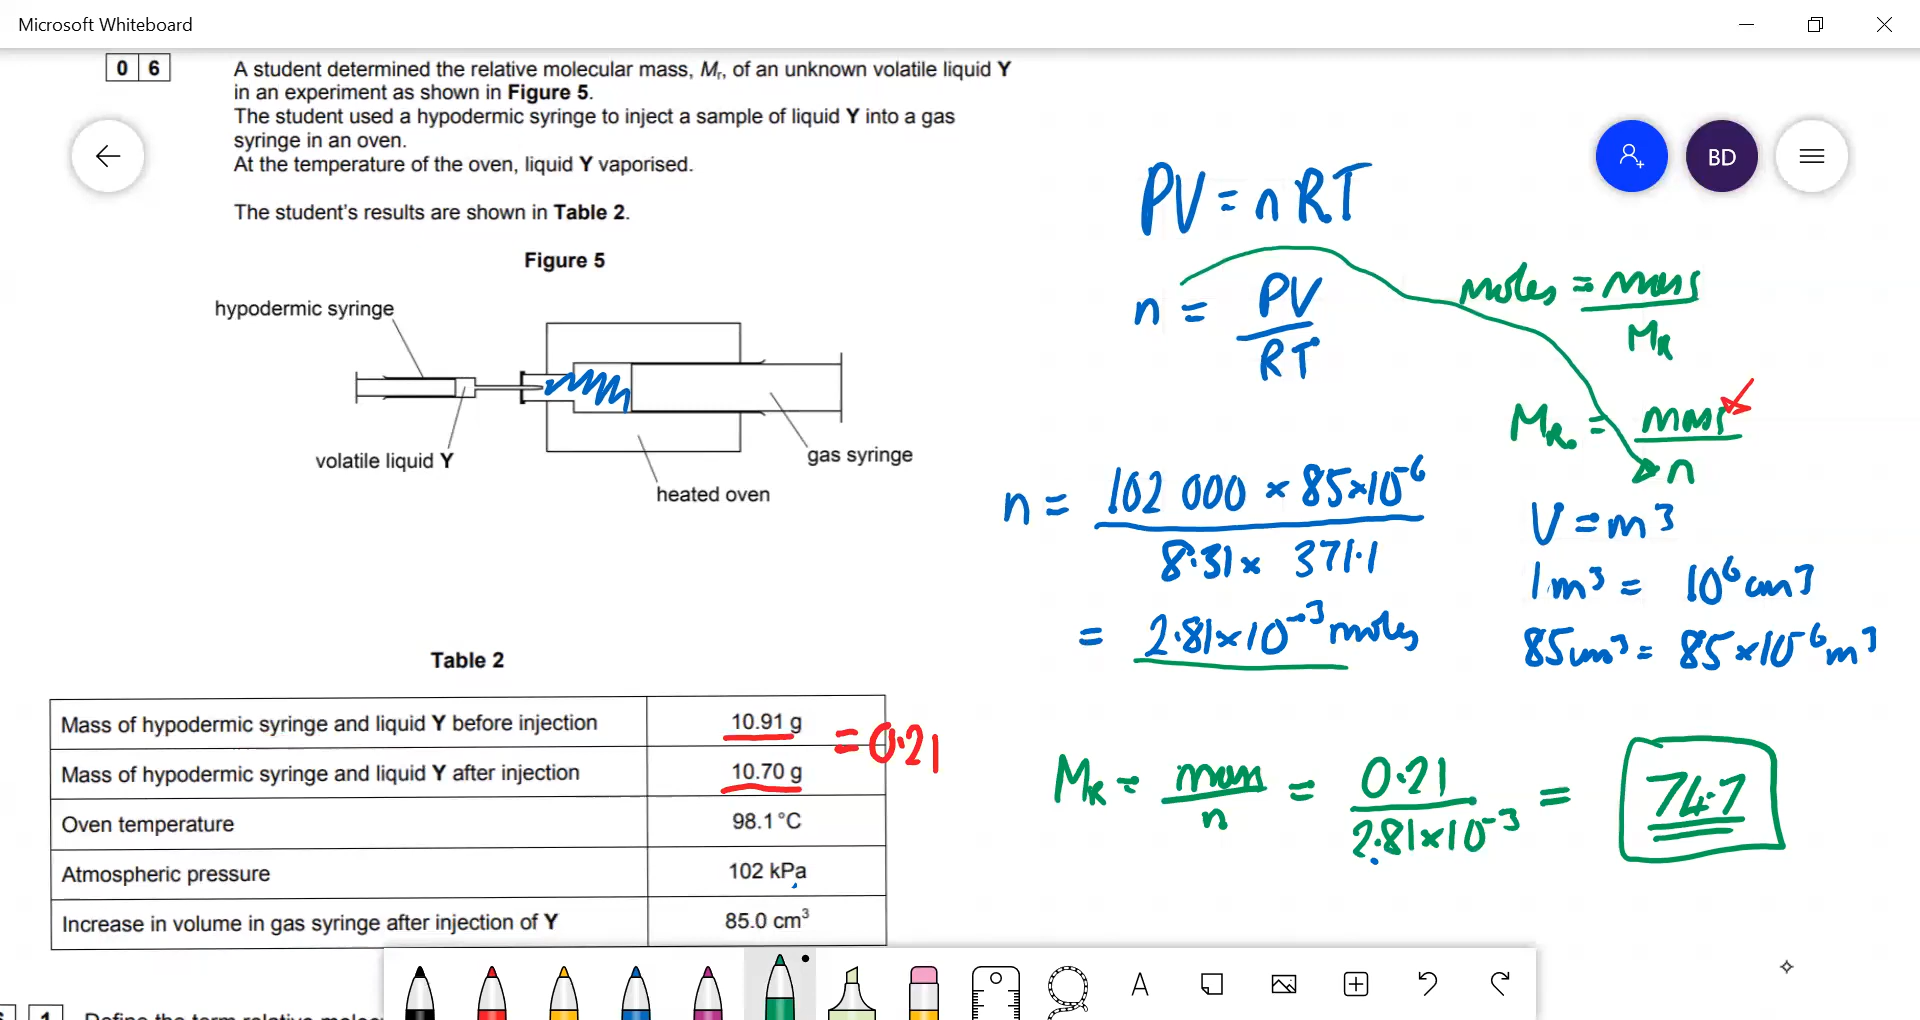 Microsoft Whiteboard
0 6
A student determined the relative molecular mass, Mr, of an unknown volatile liquid Y
in an experiment as shown in Figure 5.
The student used a hypodermic syringe to inject a sample of liquid Y into a gas
syringe in an oven.
At the temperature of the oven, liquid Y vaporised.
The student's results are shown in Table 2.
Figure 5
hypodermic syringe
volatile liquid Y
gas syringe
heated oven
Table 2
Mass of hypodermic syringe and liquid Y before injection 10.91 g
Mass of hypodermic syringe and liquid Y after injection 10.70 g
= 0.21
Oven temperature 98.1 °C
Atmospheric pressure 102 kPa
Increase in volume in gas syringe after injection of Y 85.0 cm³
1 Define the term relative
BD
PV = nRT
n = PV
RT
moles = mass
MR
MR = mass
n
n = 102 000 × 85×10⁻⁶
8.31 × 371.1
= 2.81×10⁻³ moles
V = m³
1m³ = 10⁶ cm³
85cm³ = 85×10⁻⁶ m³
MR = mass = 0.21 = 74.7
n 2.81×10⁻³
A